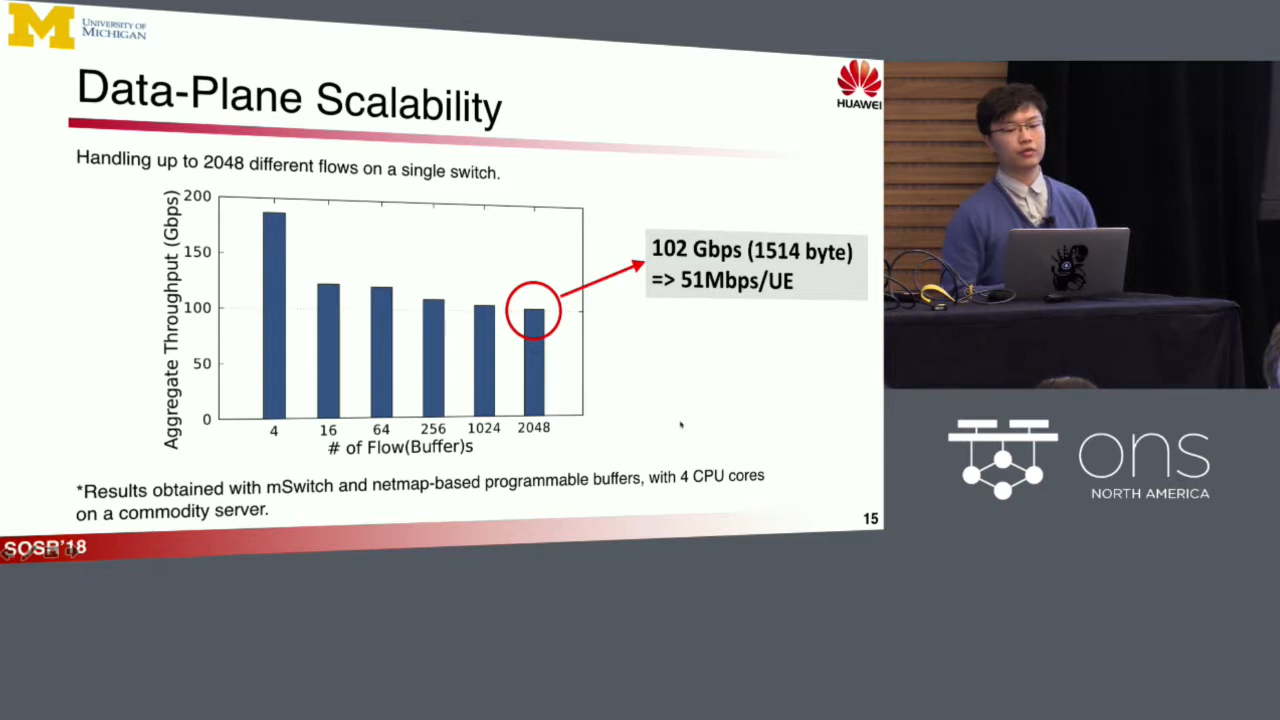 UNIVERSITY OF
MICHIGAN
HUAWEI
Data-Plane Scalability
Handling up to 2048 different flows on a single switch.
Aggregate Throughput (Gbps)
200
150
100
50
0
4 16 64 256 1024 2048
# of Flow(Buffer)s
102 Gbps (1514 byte)
=> 51Mbps/UE
*Results obtained with mSwitch and netmap-based programmable buffers, with 4 CPU cores
on a commodity server.
15
SOSR'18
ons
NORTH AMERICA